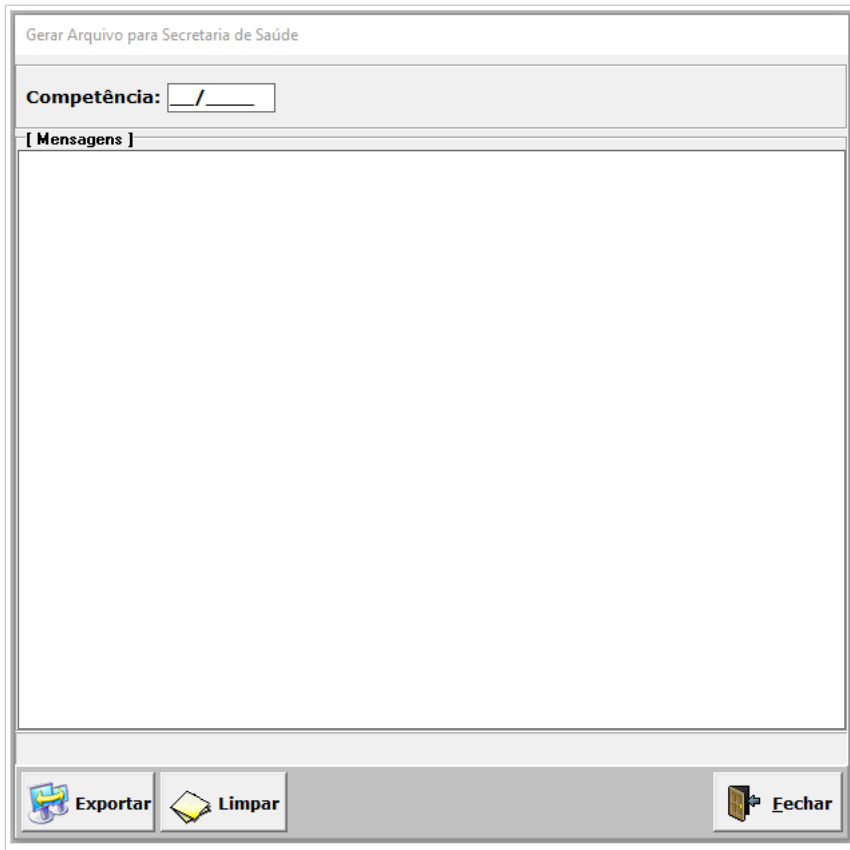 Gerar Arquivo para Secretaria de Saúde
Competência: __/____
[ Mensagens ]
Exportar Limpar Fechar